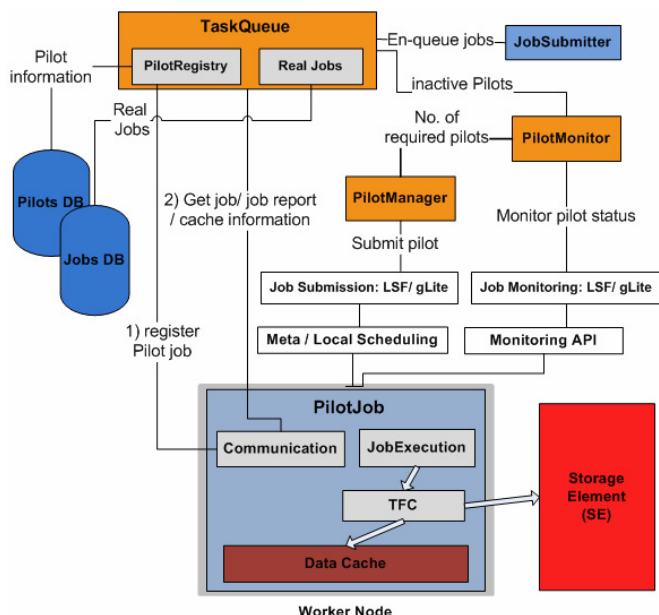 TaskQueue
PilotRegistry
Real Jobs
En-queue jobs
JobSubmitter
Pilot
information
inactive Pilots
Real
Jobs
No. of
required pilots
PilotMonitor
Pilots DB
2) Get job/ job report
/ cache information
PilotManager
Monitor pilot status
Jobs DB
Submit pilot
Job Submission: LSF/ gLite
Job Monitoring: LSF/ gLite
1) register
Pilot job
Meta / Local Scheduling
Monitoring API
PilotJob
Communication
JobExecution
TFC
Storage
Element
(SE)
Data Cache
Worker Node